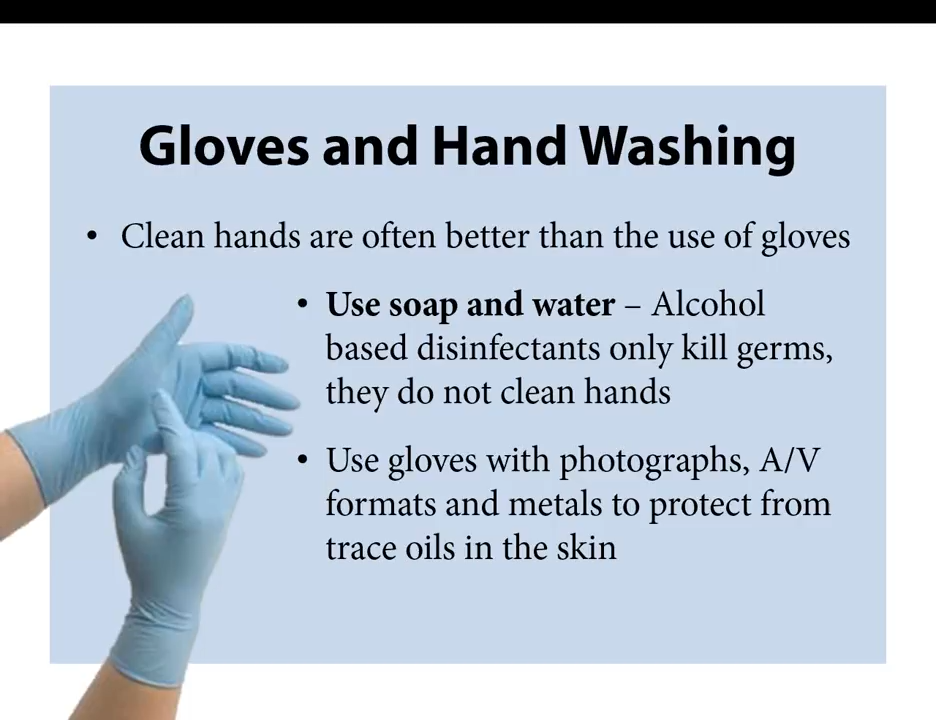 Gloves and Hand Washing
• Clean hands are often better than the use of gloves
• Use soap and water – Alcohol
based disinfectants only kill germs,
they do not clean hands
• Use gloves with photographs, A/V
formats and metals to protect from
trace oils in the skin